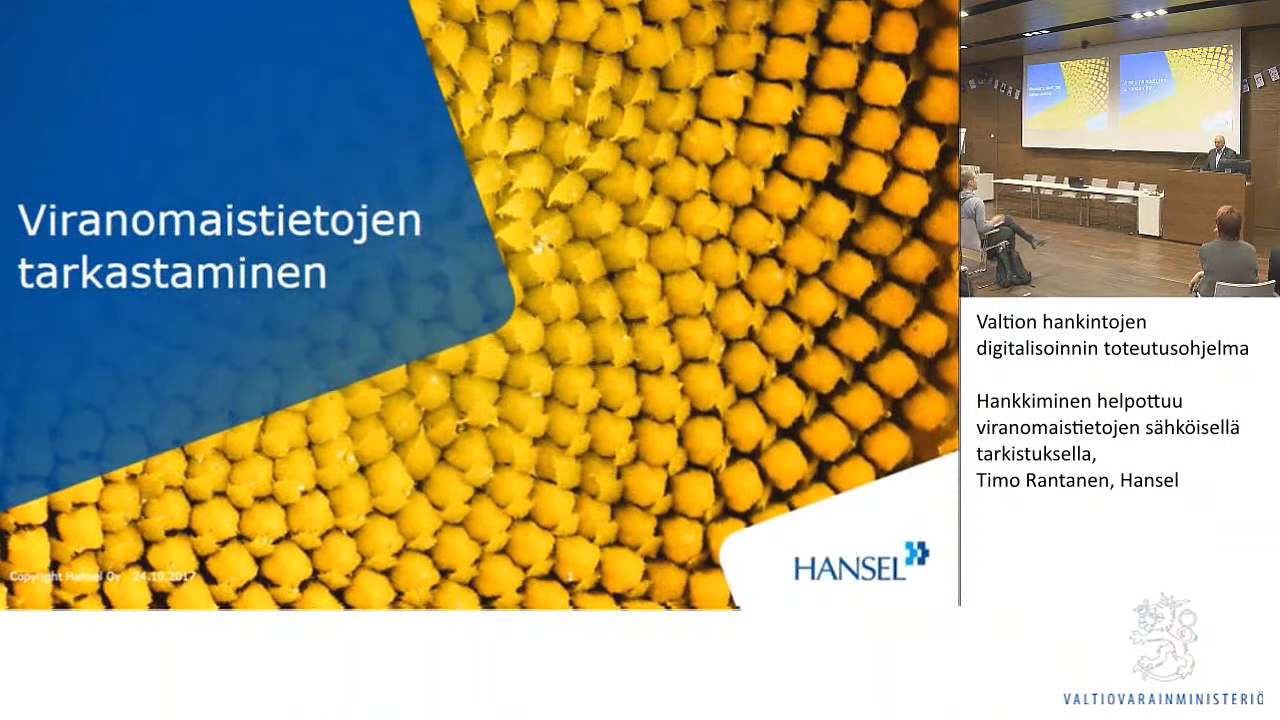 Viranomaistietojen
tarkastaminen
Copyright Hansel Oy 24.10.2017
1
HANSEL
Valtion hankintojen
digitalisoinnin toteutusohjelma
Hankkiminen helpottuu
viranomaistietojen sähköisellä
tarkistuksella,
Timo Rantanen, Hansel
VALTIOVARAINMINISTERIÖ